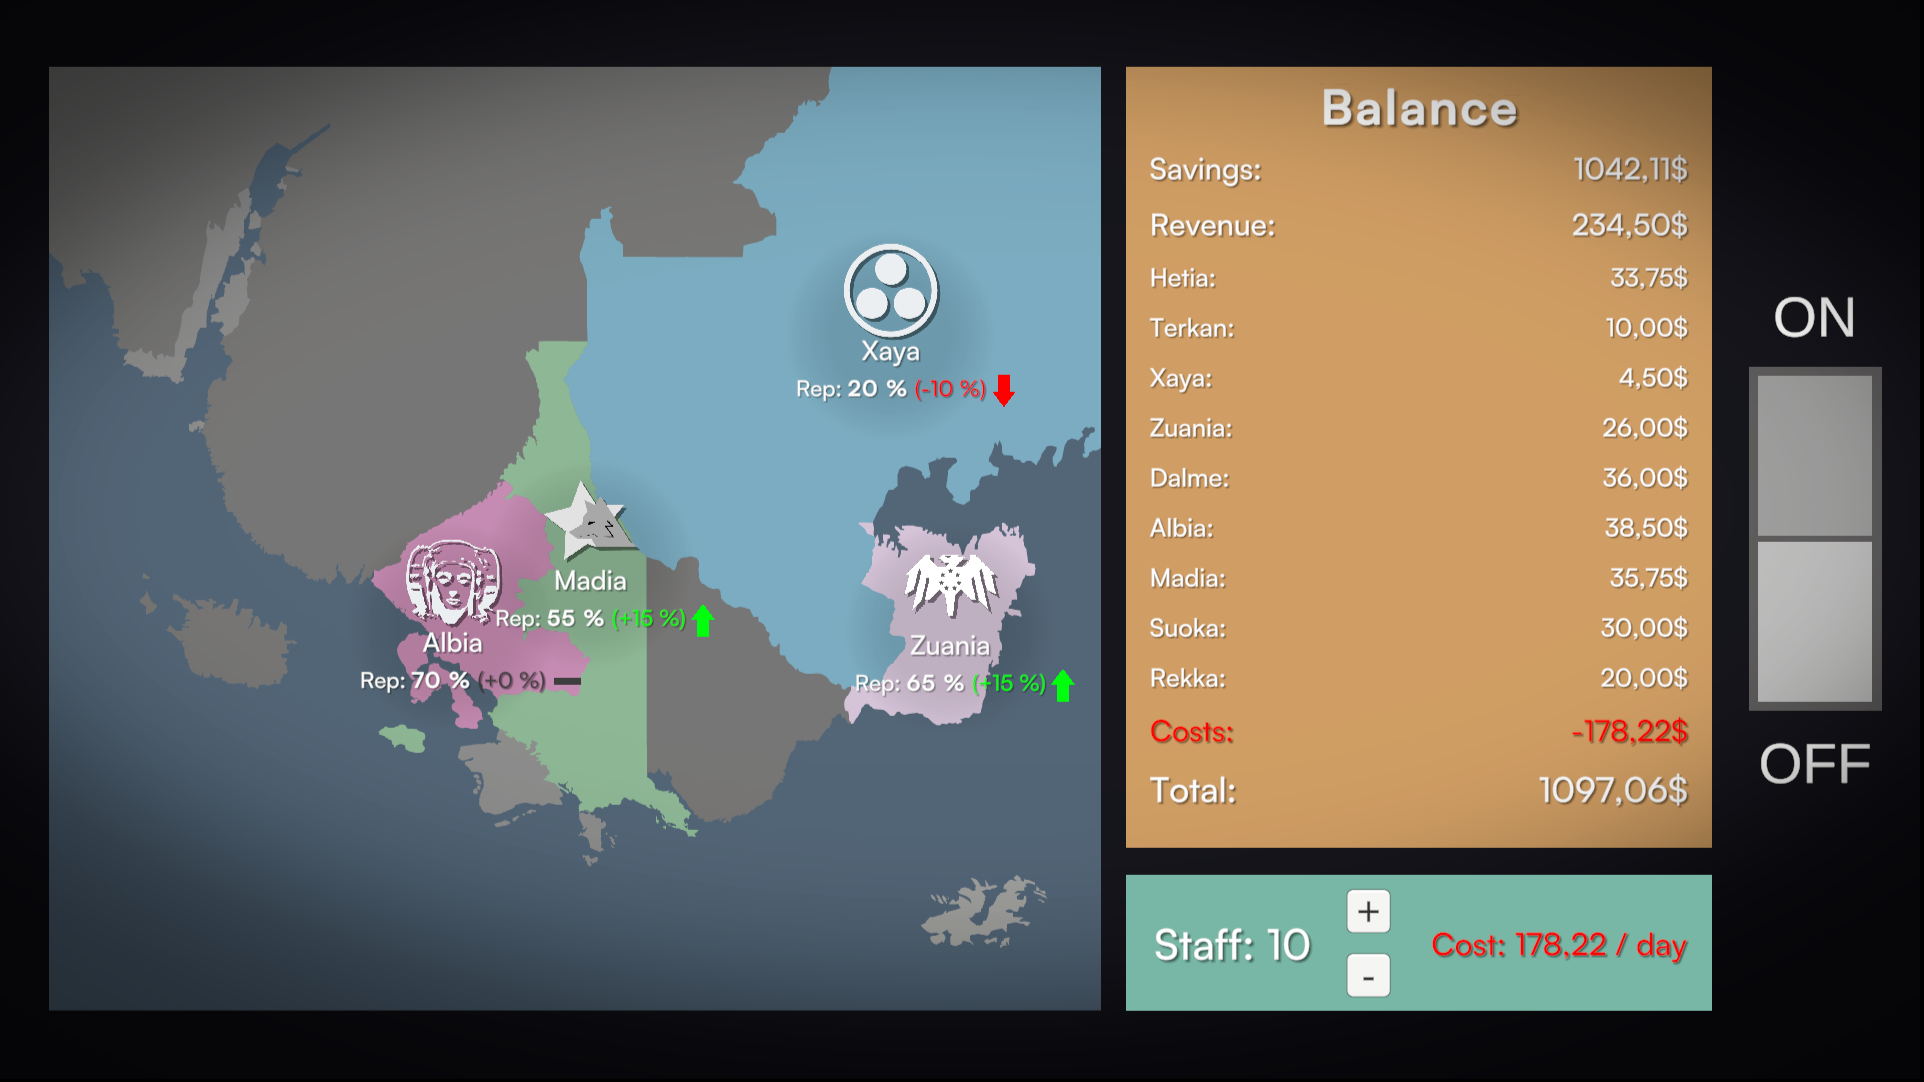 Xaya
Rep: 20 % (-10 %)
Madia
Rep: 55 % (+15 %)
Albia
Rep: 70 % (+0 %)
Zuania
Rep: 65 % (+15 %)
Balance
Savings: 1042,11$
Revenue: 234,50$
Hetia: 33,75$
Terkan: 10,00$
Xaya: 4,50$
Zuania: 26,00$
Dalme: 36,00$
Albia: 38,50$
Madia: 35,75$
Suoka: 30,00$
Rekka: 20,00$
Costs: -178,22$
Total: 1097,06$
Staff: 10
+
-
Cost: 178,22 / day
ON
OFF